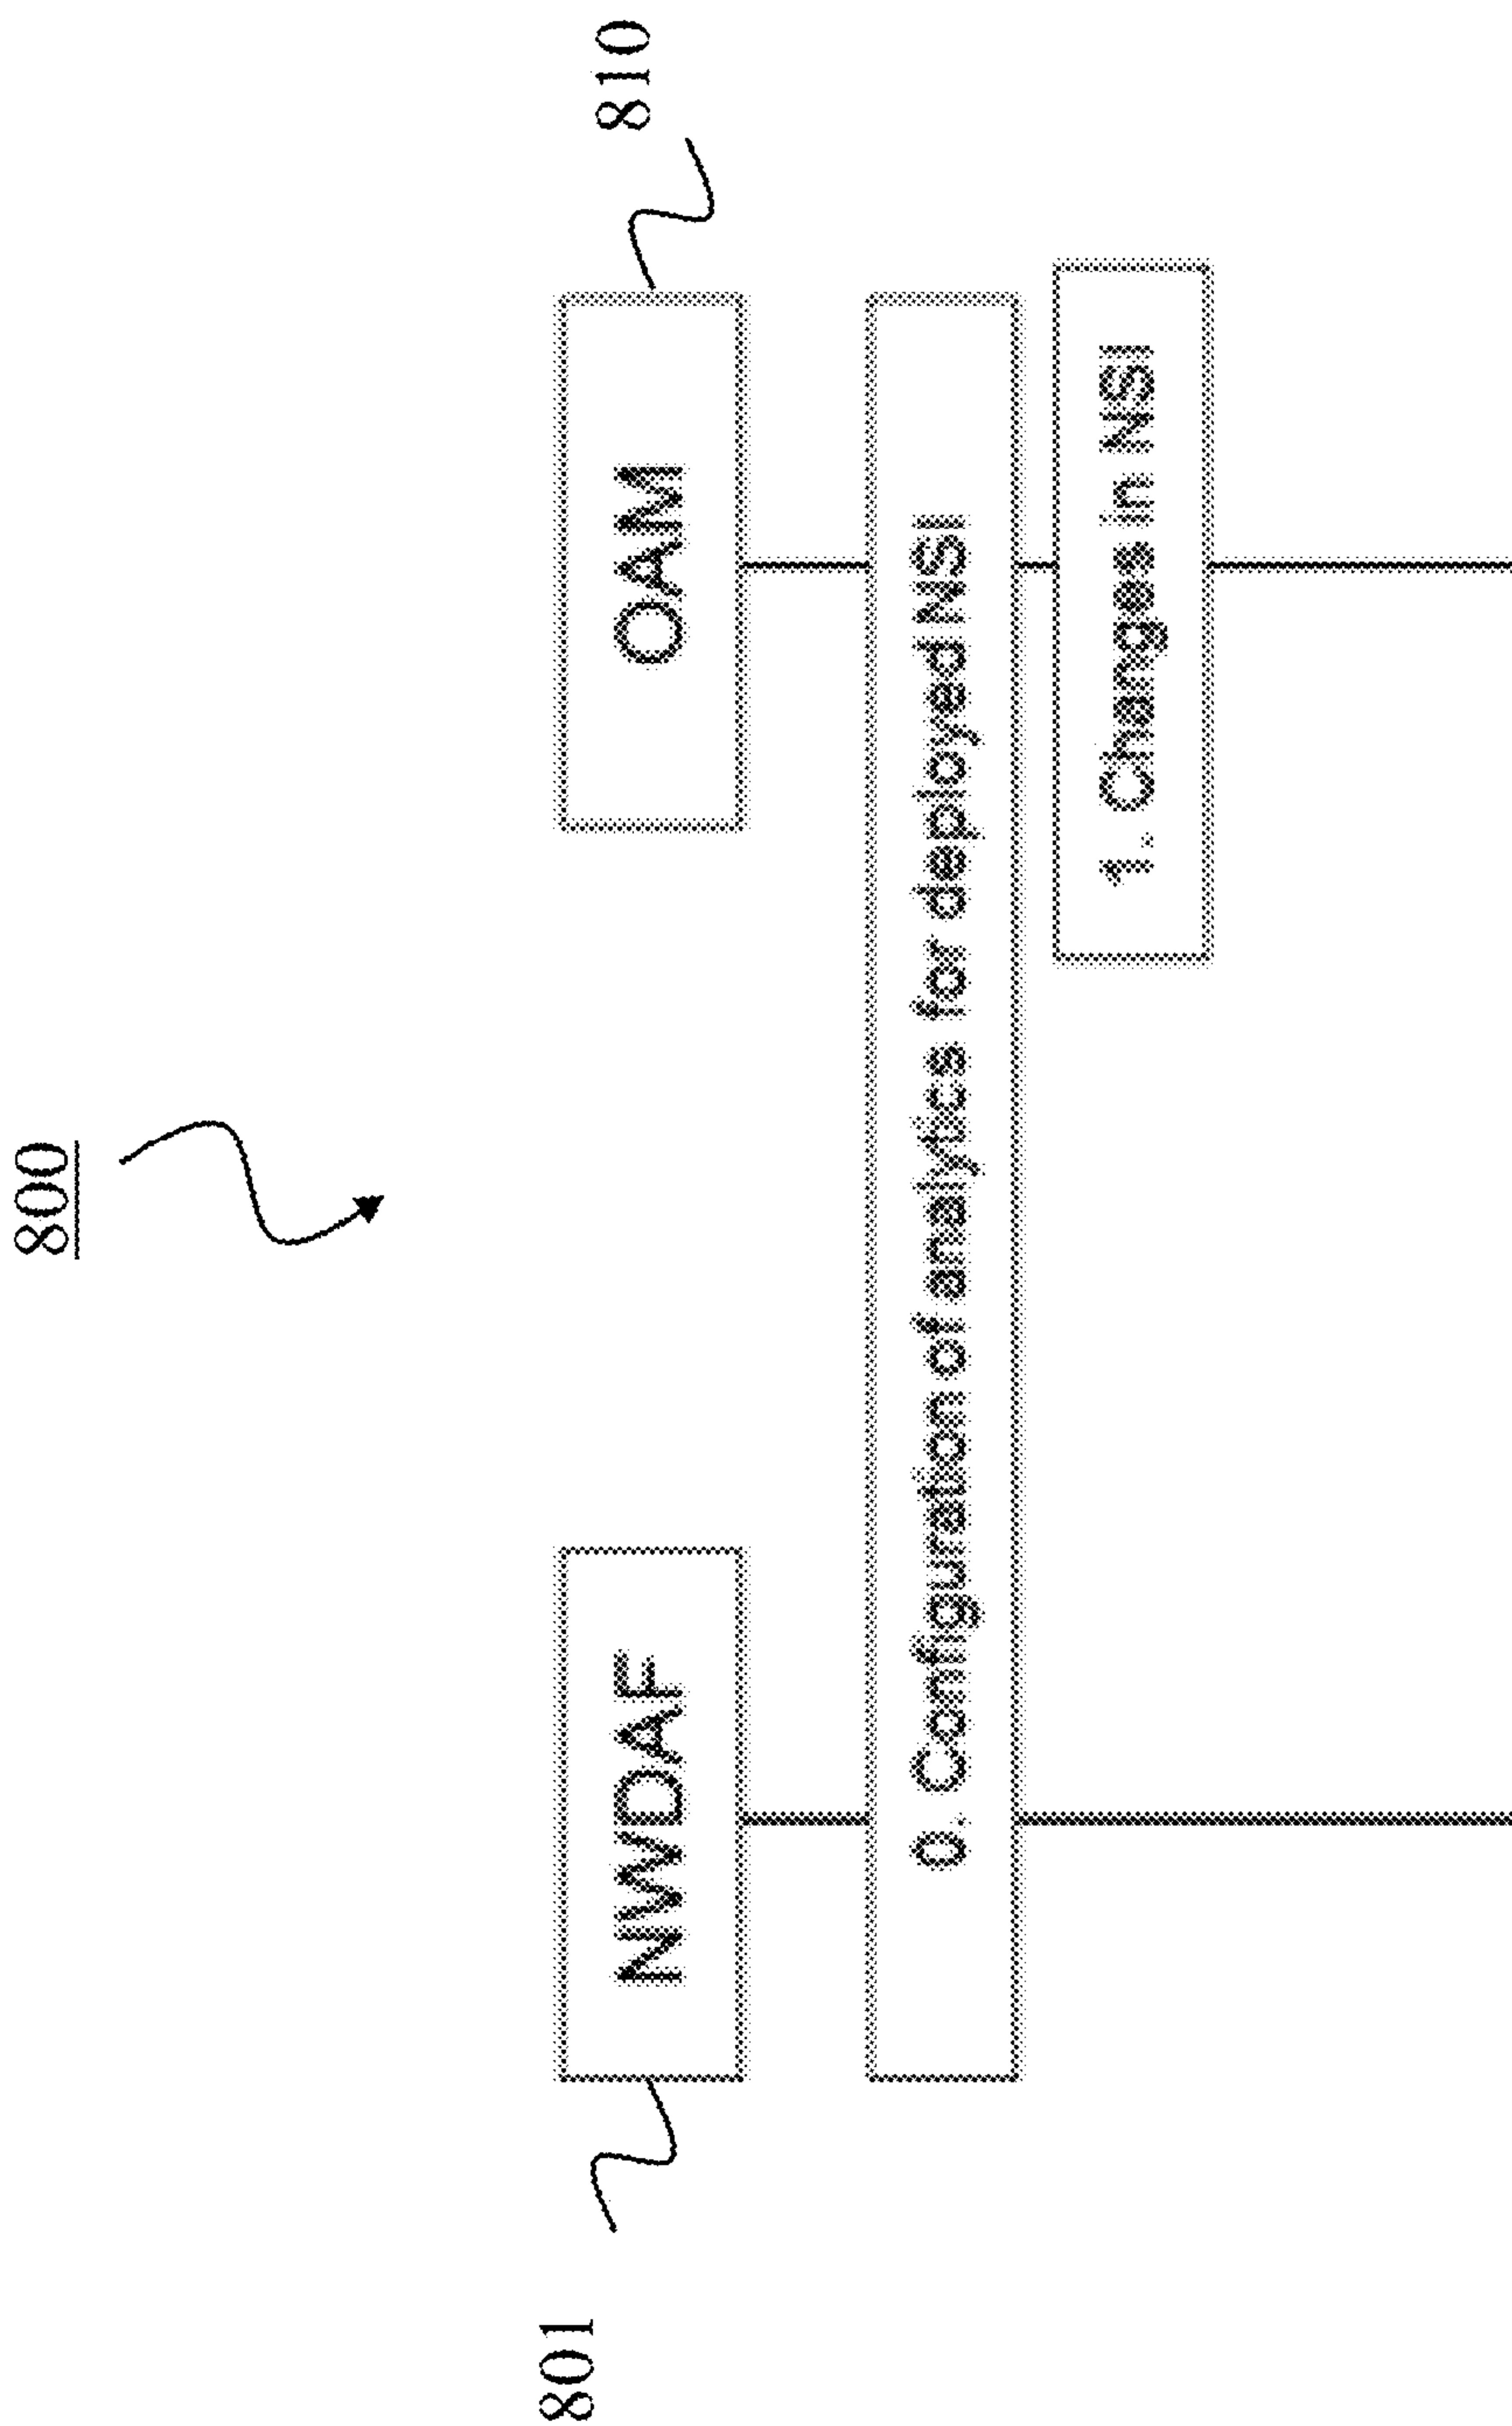 800
801
NWDAF
OAM
810
0. Configuration of analytics for deployed NSI
1. Changes in NSI